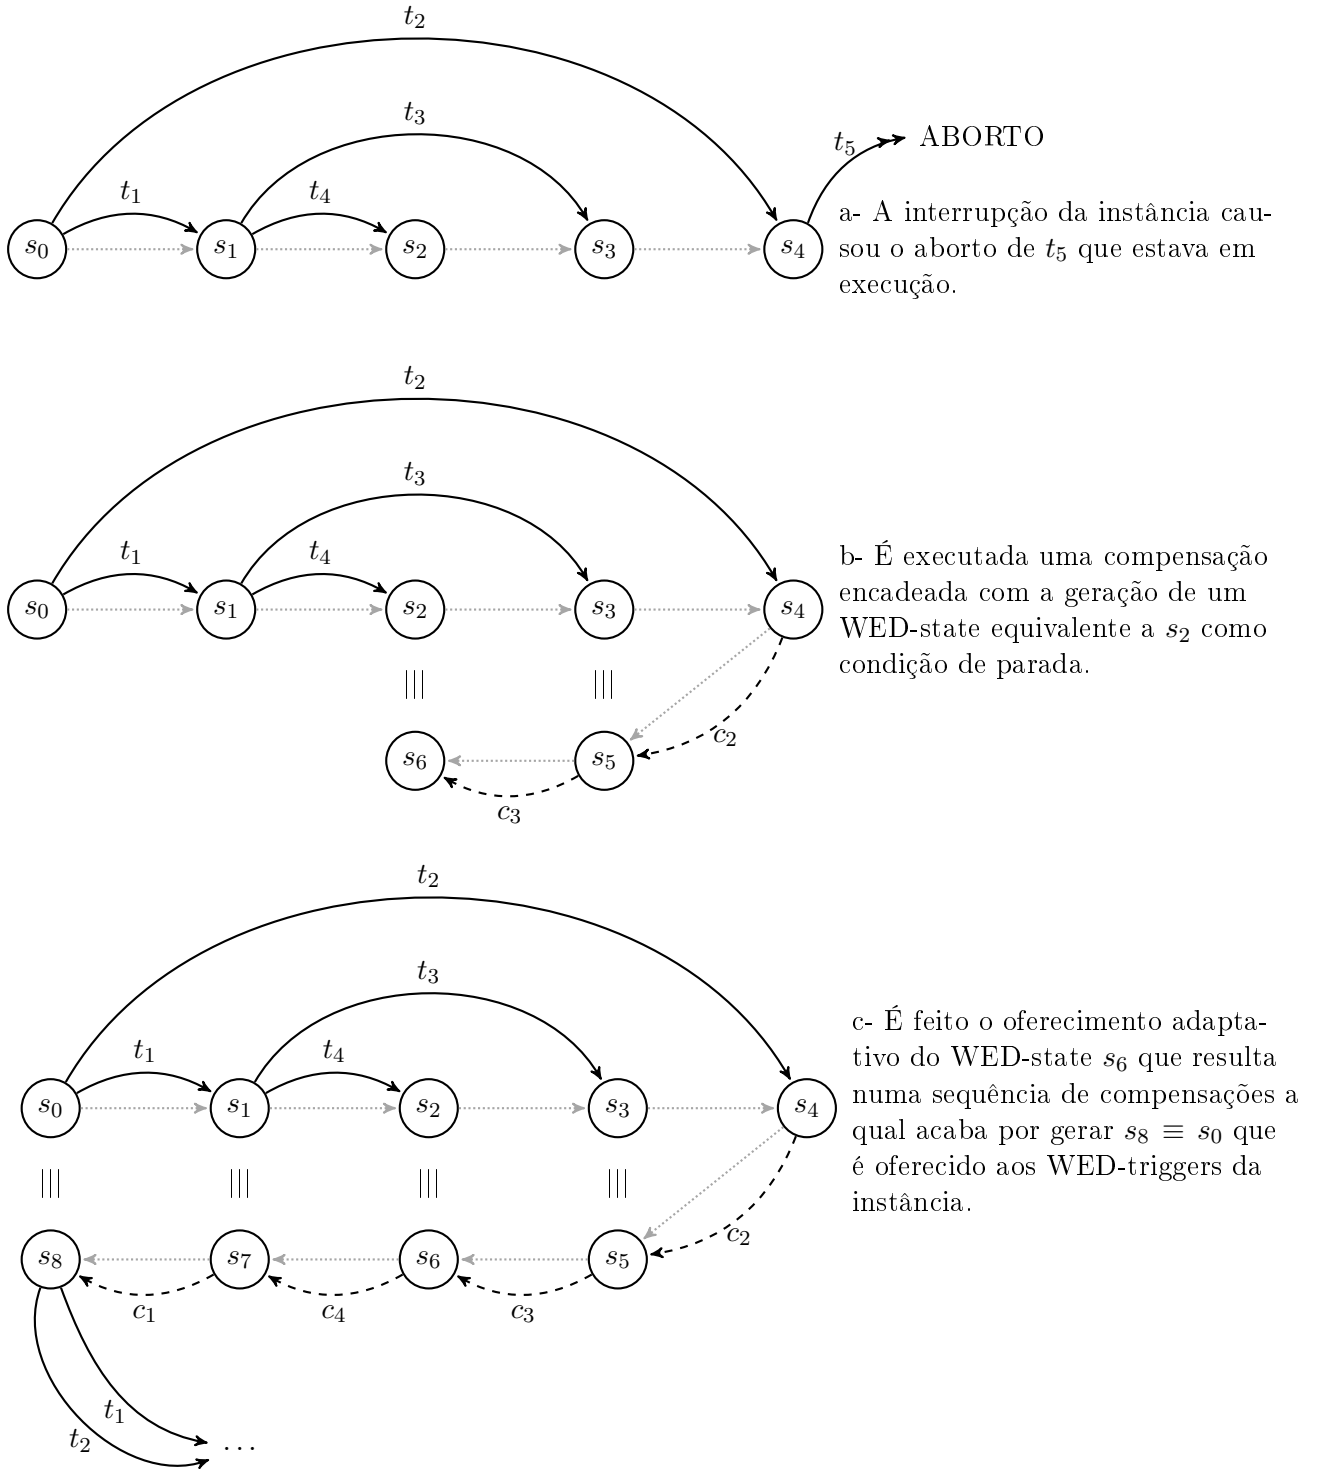 t₂
t₃
t₁ t₄
t₅ ABORTO
s₀ s₁ s₂ s₃ s₄
a- A interrupção da instância cau-
sou o aborto de t₅ que estava em
execução.
t₂
t₃
t₁ t₄
s₀ s₁ s₂ s₃ s₄
||| |||
s₆ s₅
c₂
c₃
b- É executada uma compensação
encadeada com a geração de um
WED-state equivalente a s₂ como
condição de parada.
t₂
t₃
t₁ t₄
s₀ s₁ s₂ s₃ s₄
||| ||| ||| |||
s₈ s₇ s₆ s₅
c₂
c₁ c₄ c₃
t₁
t₂
...
c- É feito o oferecimento adapta-
tivo do WED-state s₆ que resulta
numa sequência de compensações a
qual acaba por gerar s₈ ≡ s₀ que
é oferecido aos WED-triggers da
instância.